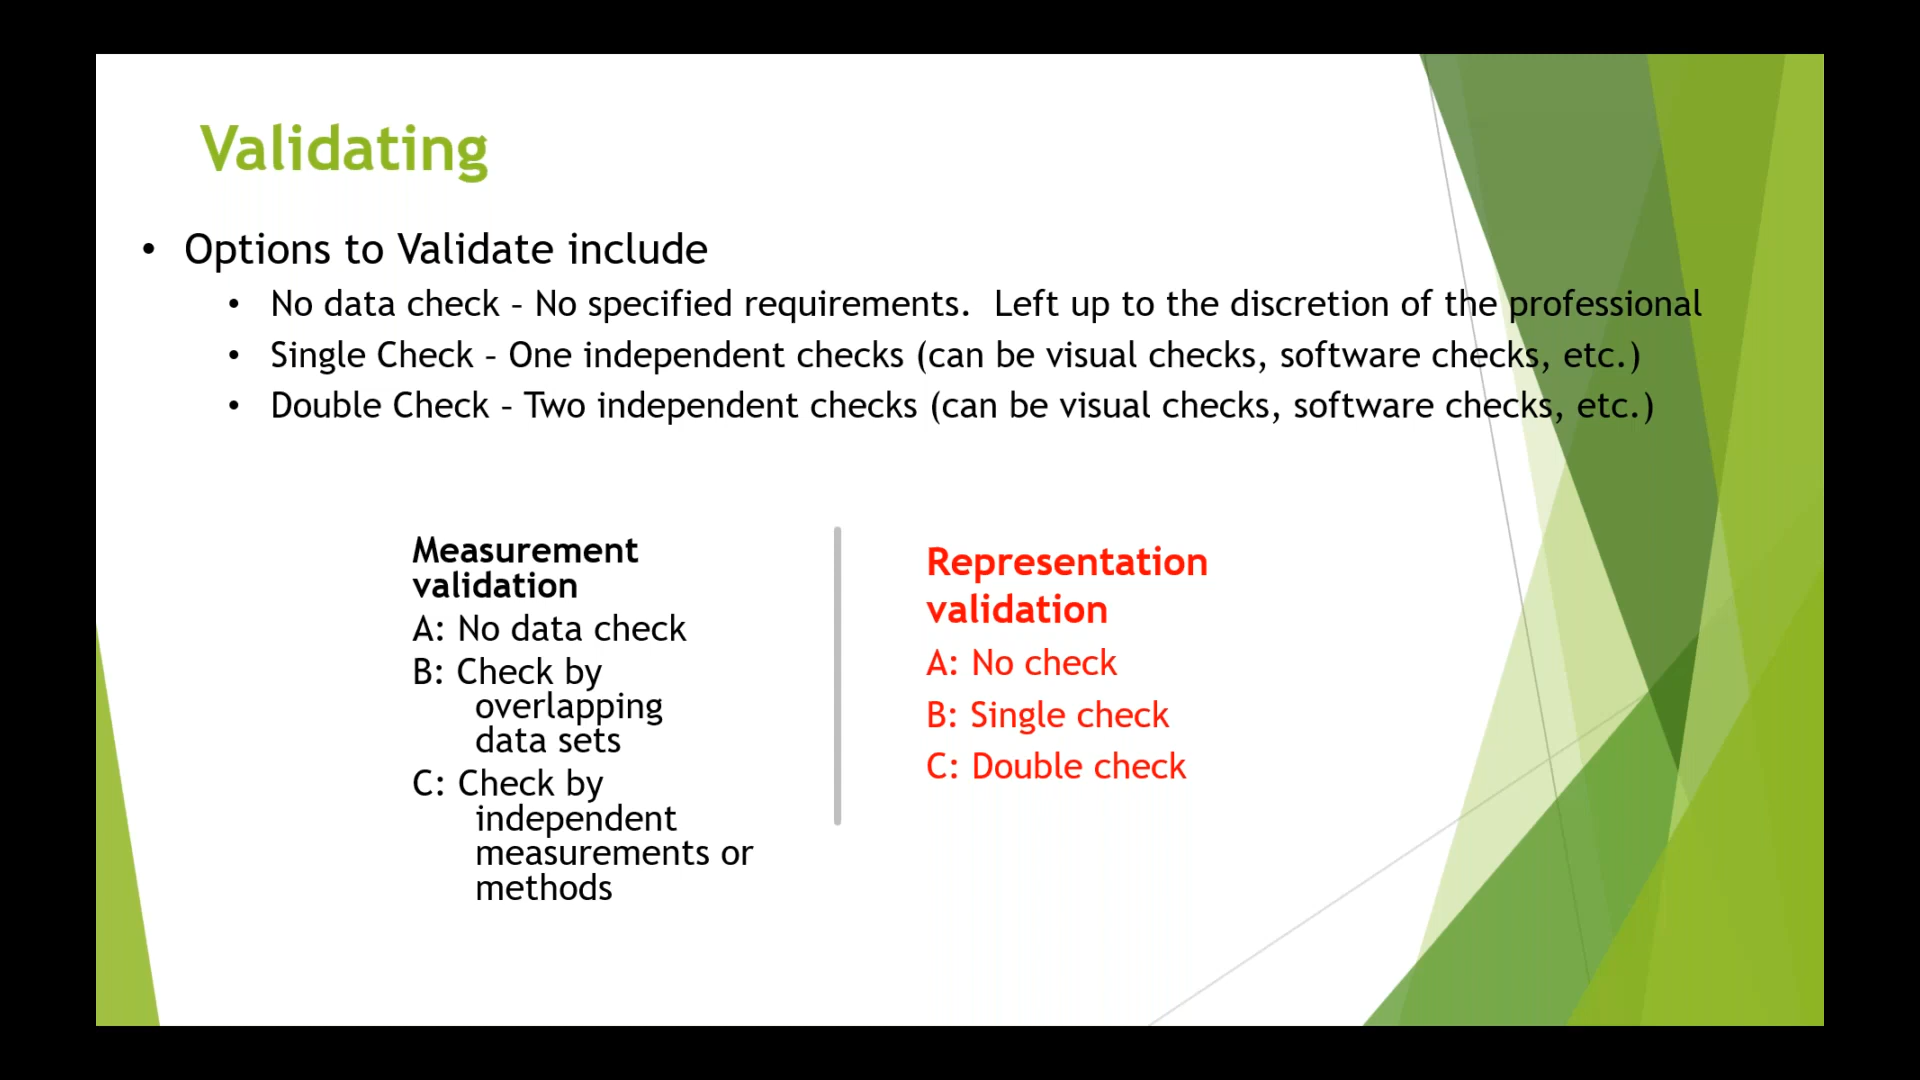 Validating
• Options to Validate include
• No data check – No specified requirements.  Left up to the discretion of the professional
• Single Check – One independent checks (can be visual checks, software checks, etc.)
• Double Check – Two independent checks (can be visual checks, software checks, etc.)
Measurement
validation
A: No data check
B: Check by
overlapping
data sets
C: Check by
independent
measurements or
methods
Representation
validation
A: No check
B: Single check
C: Double check